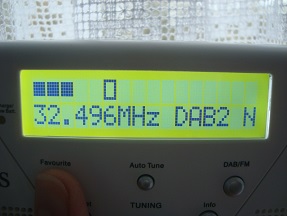 32.496MHz DAB2 N
Favourite
Auto Tune
DAB/FM
S
TUNING
Info